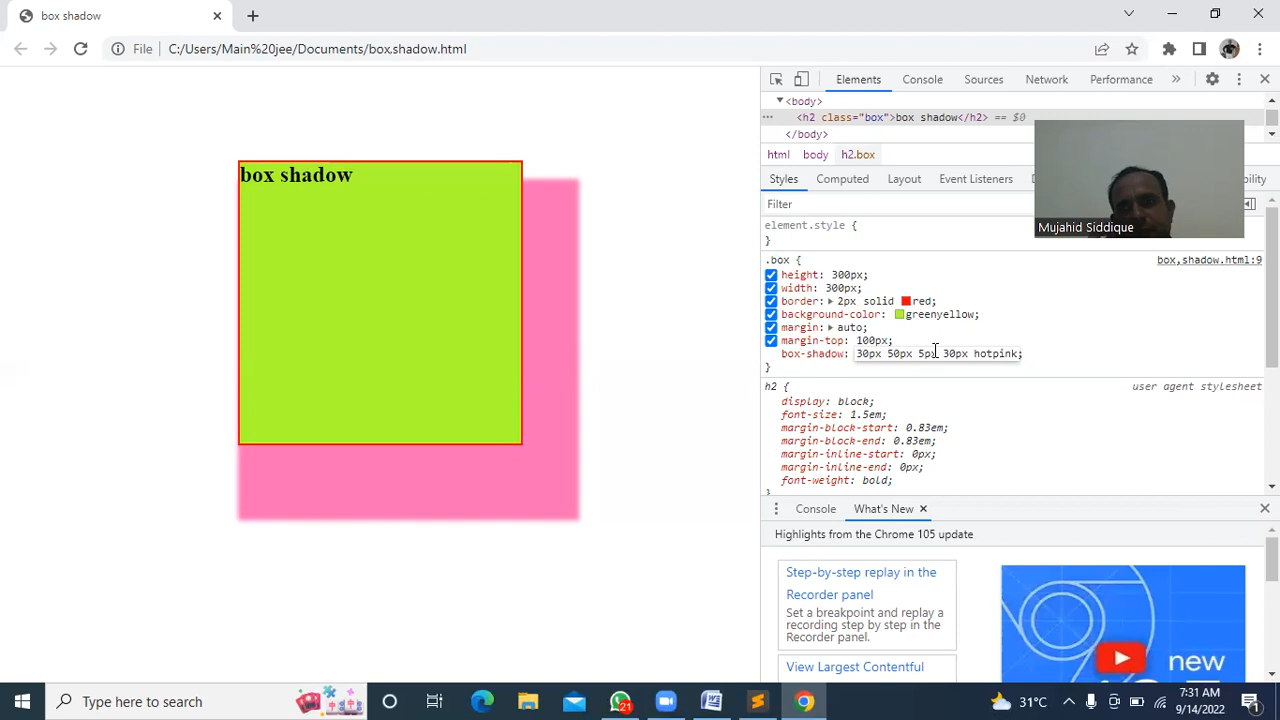 box shadow
File
C:/Users/Main%20jee/Documents/box.shadow.html
box shadow
Elements
Console
Sources
Network
Performance
<body>
<h2 class="box">box shadow</h2> == $0
</body>
html
body
h2.box
Styles
Computed
Layout
Event Listeners
Filter
element.style {
}
.box {
box,shadow.html:9
height: 300px;
width: 300px;
border: 2px solid red;
background-color: greenyellow;
margin: auto;
margin-top: 100px;
box-shadow: 30px 50px 5px 30px hotpink;
}
h2 {
user agent stylesheet
display: block;
font-size: 1.5em;
margin-block-start: 0.83em;
margin-block-end: 0.83em;
margin-inline-start: 0px;
margin-inline-end: 0px;
font-weight: bold;
Mujahid Siddique
Console
What's New
Highlights from the Chrome 105 update
Step-by-step replay in the
Recorder panel
Set a breakpoint and replay a
recording step by step in the
Recorder panel.
View Largest Contentful
new
Type here to search
21
31°C
7:31 AM
9/14/2022
1